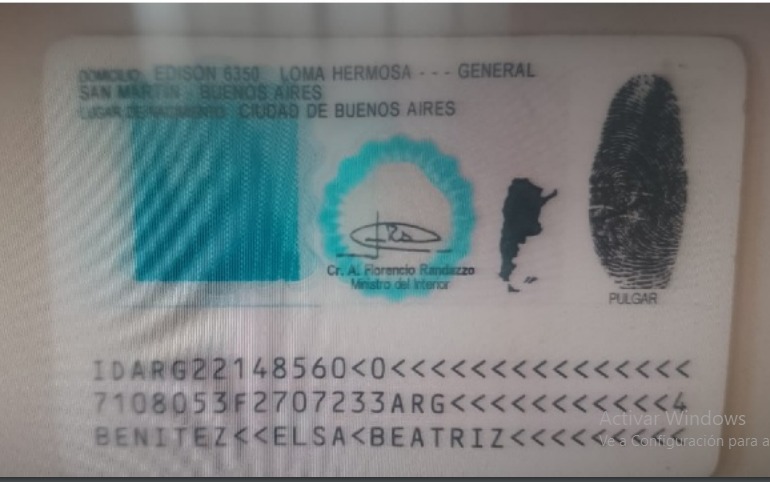 DOMICILIO: EDISON 6350 LOMA HERMOSA - - - GENERAL
SAN MARTIN - BUENOS AIRES
LUGAR DE NACIMIENTO: CIUDAD DE BUENOS AIRES
Cr. A. Florencio Randazzo
Ministro del Interior
PULGAR
IDARG22148560<0<<<<<<<<<<<<<<<
7108053F2707233ARG<<<<<<<<<<<4
BENITEZ<<ELSA<BEATRIZ<<<<<<<<<
Activar Windows
Ve a Configuración para a